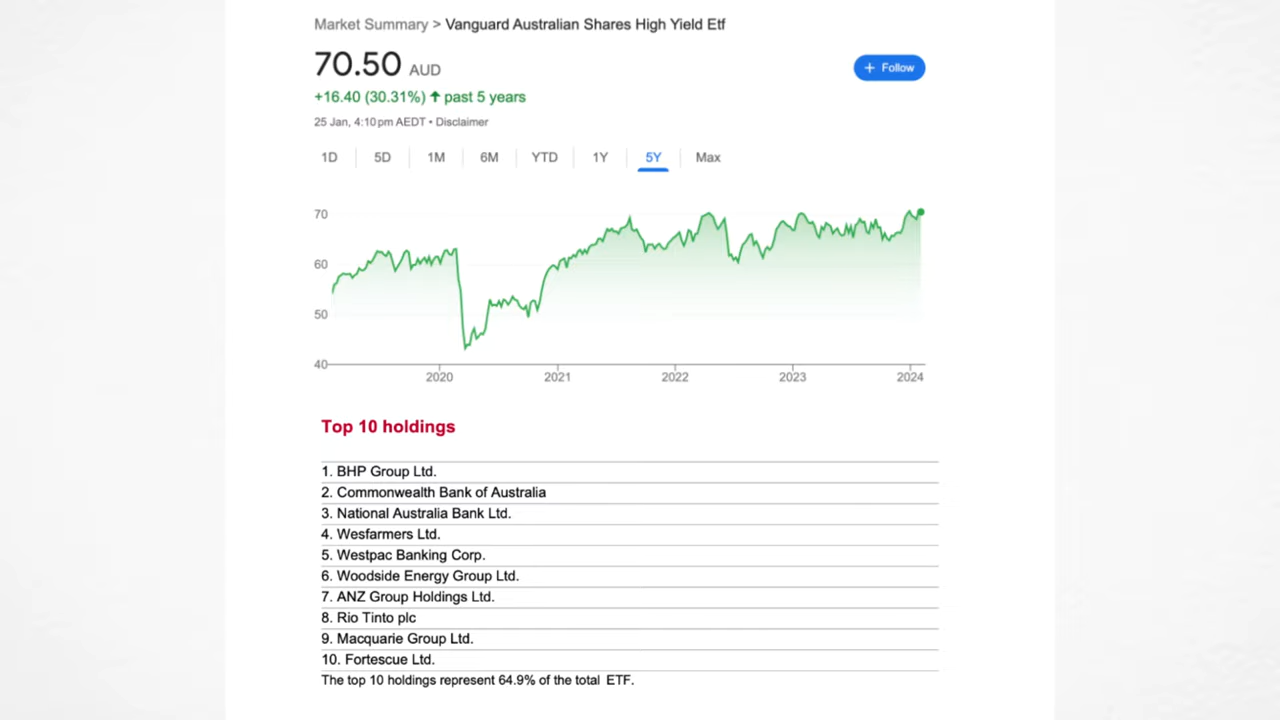 Market Summary > Vanguard Australian Shares High Yield Etf
70.50 AUD
+ Follow
+16.40 (30.31%) ↑ past 5 years
25 Jan, 4:10 pm AEDT • Disclaimer
1D 5D 1M 6M YTD 1Y 5Y Max
70
60
50
40
2020 2021 2022 2023 2024
Top 10 holdings
1. BHP Group Ltd.
2. Commonwealth Bank of Australia
3. National Australia Bank Ltd.
4. Wesfarmers Ltd.
5. Westpac Banking Corp.
6. Woodside Energy Group Ltd.
7. ANZ Group Holdings Ltd.
8. Rio Tinto plc
9. Macquarie Group Ltd.
10. Fortescue Ltd.
The top 10 holdings represent 64.9% of the total ETF.